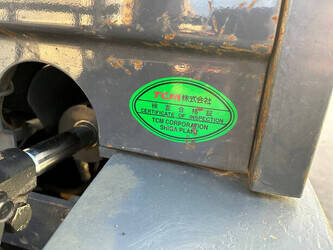 TCM株式会社
検査合格証
CERTIFICATE OF INSPECTION
TCM CORPORATION
SHIGA PLANT